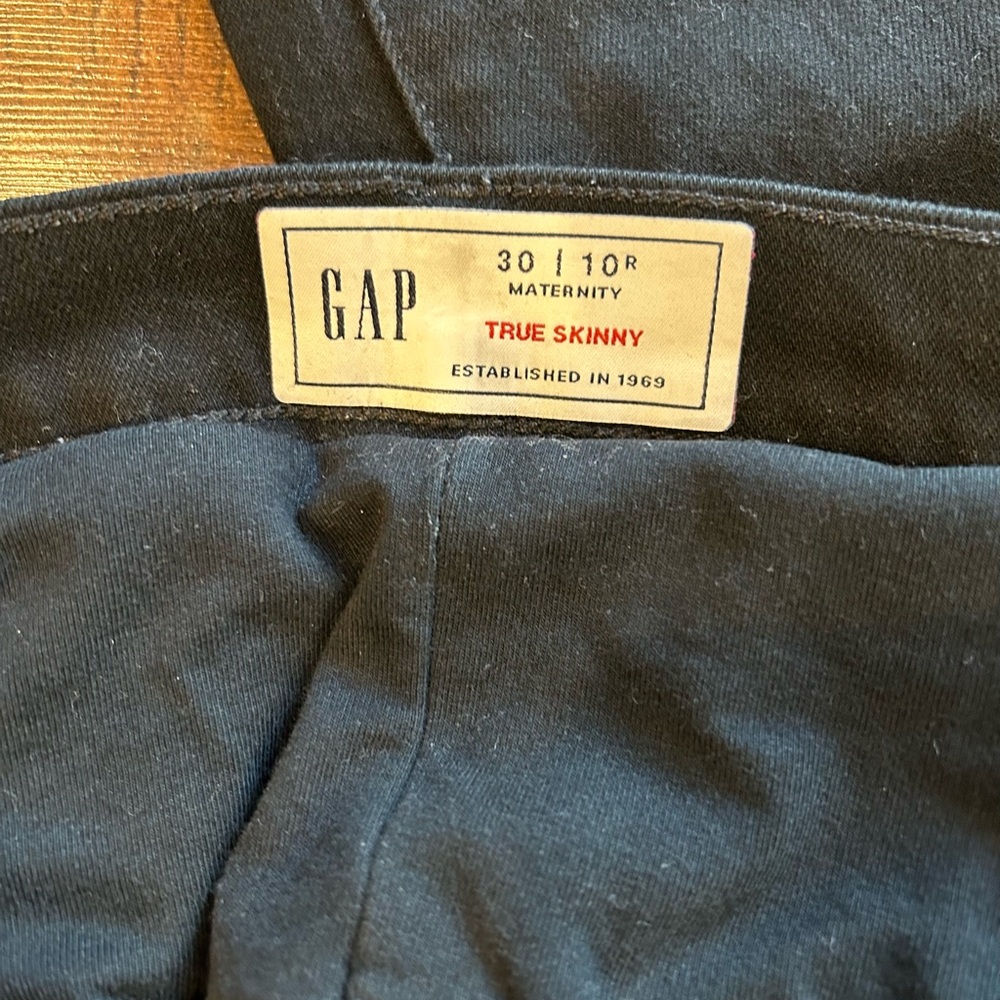 GAP
30 | 10R
MATERNITY
TRUE SKINNY
ESTABLISHED IN 1969